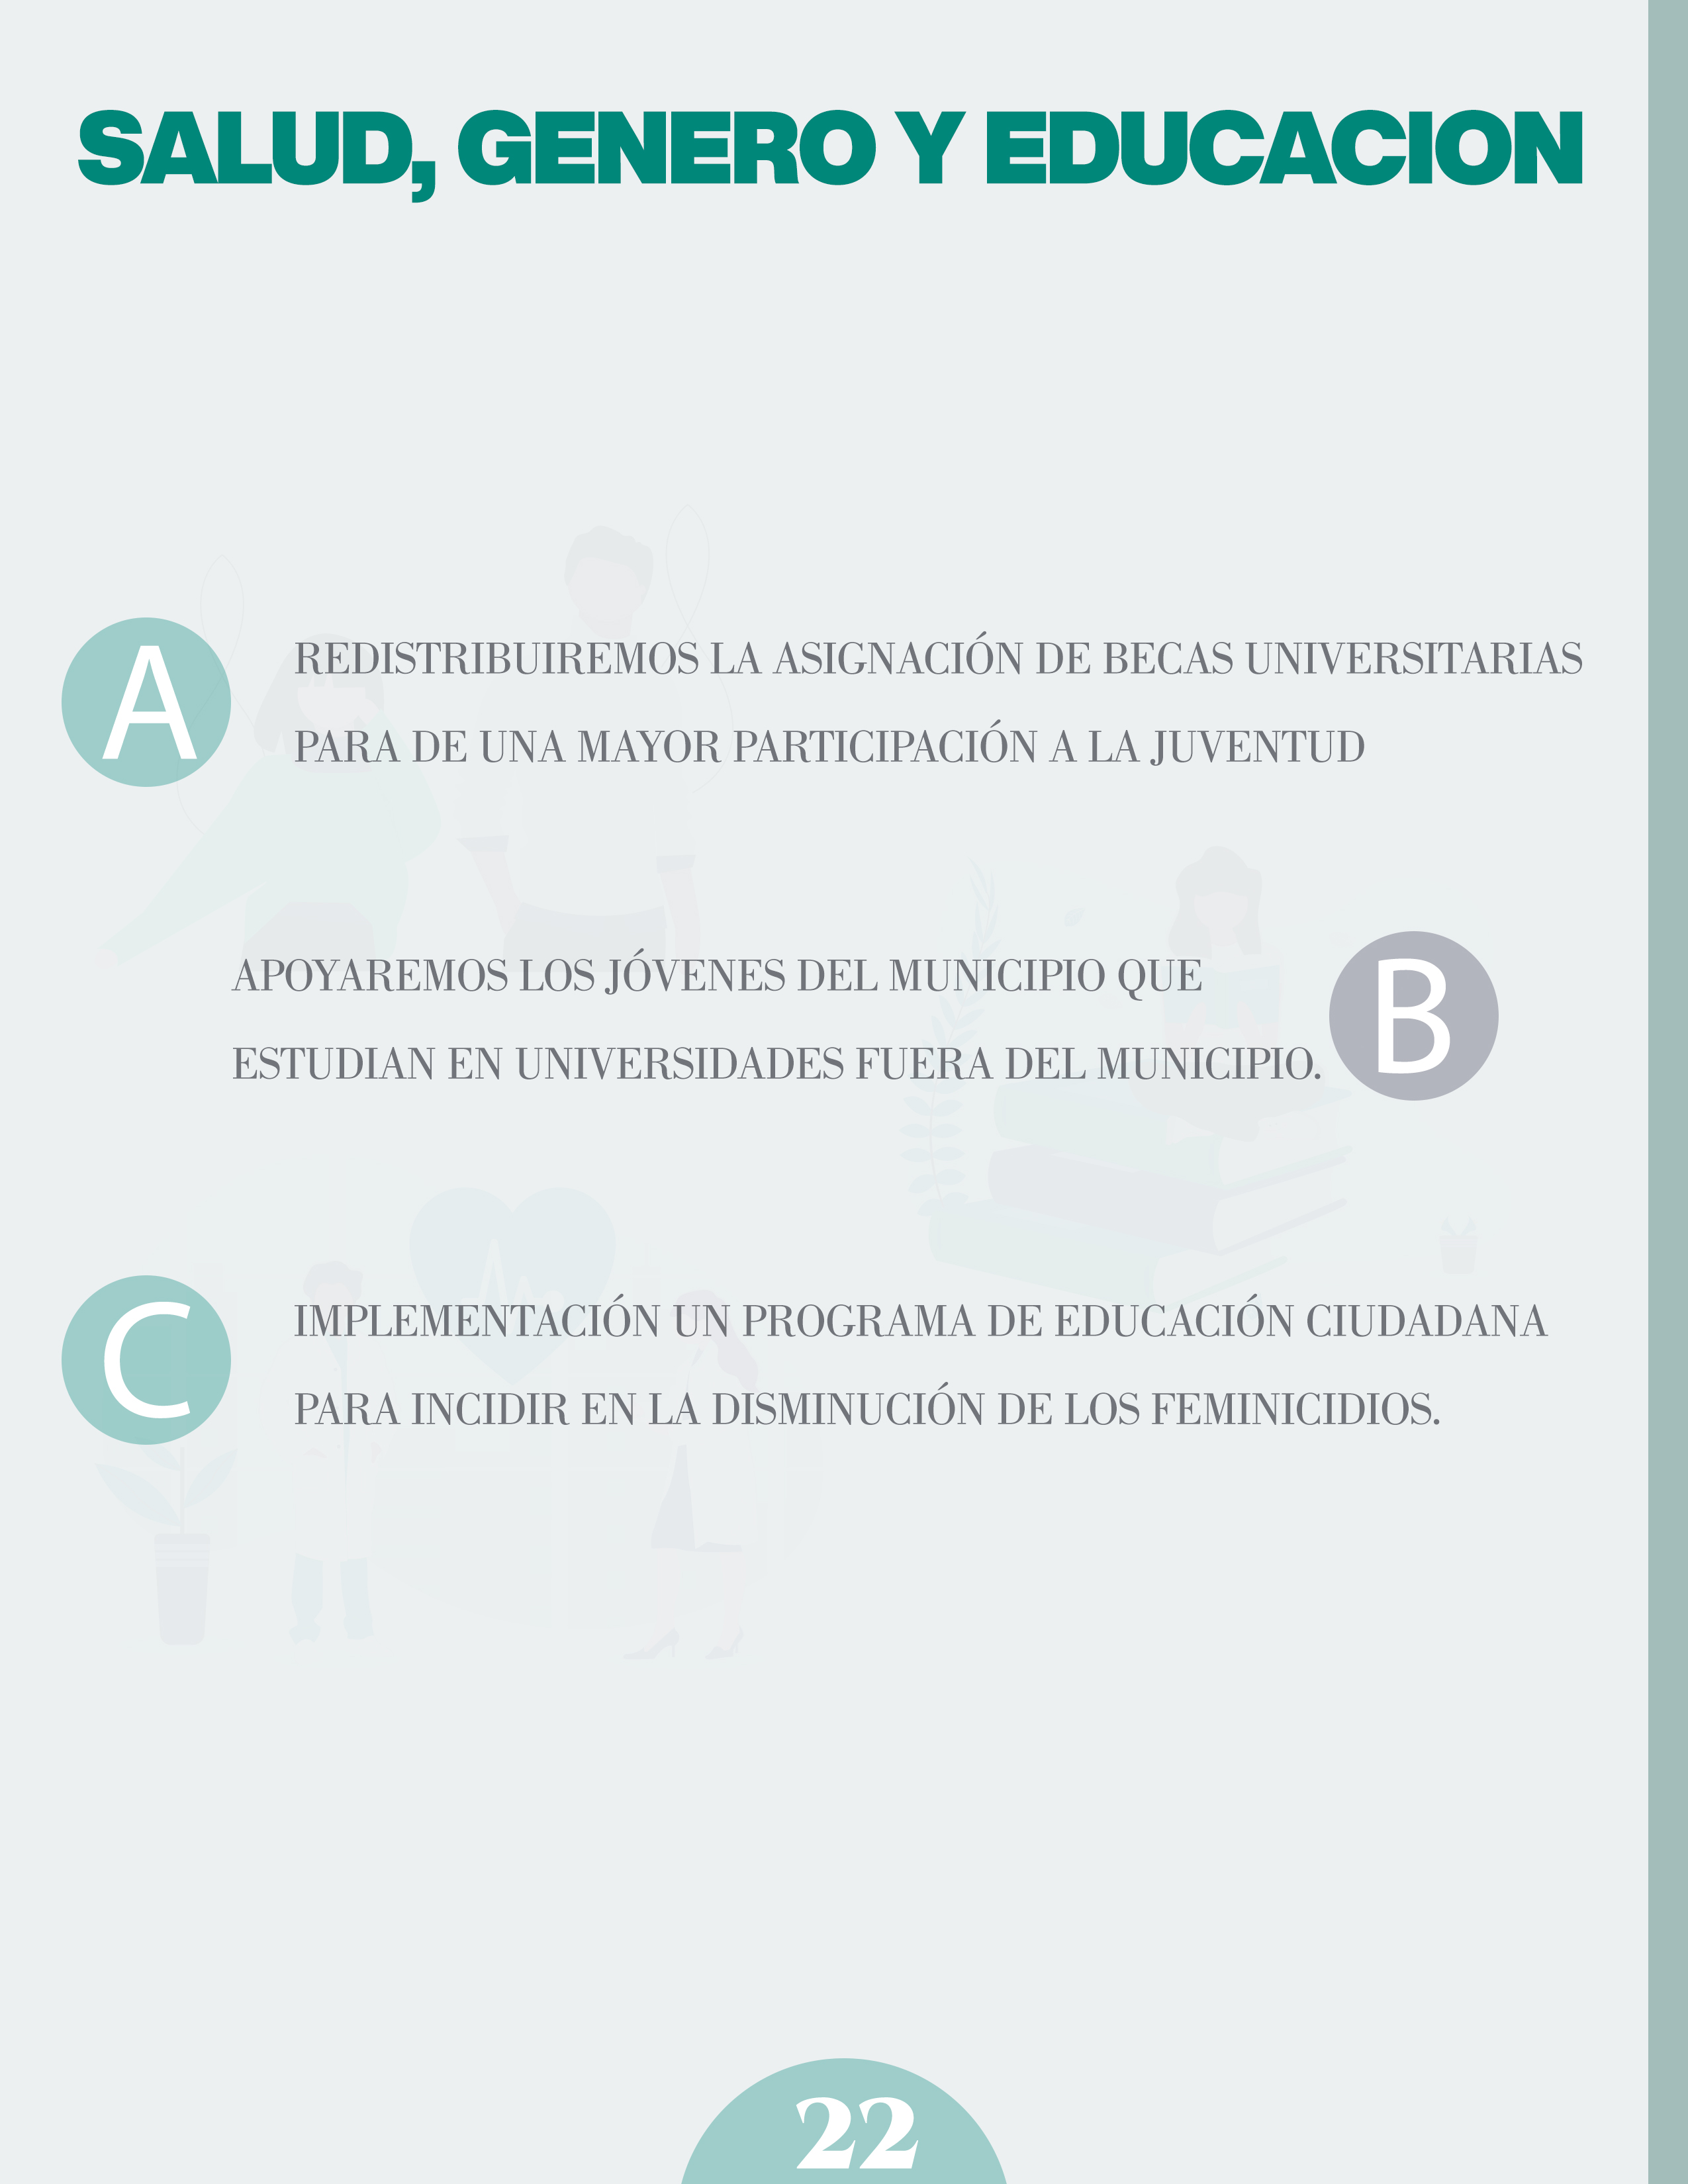 SALUD, GENERO Y EDUCACION
A
REDISTRIBUIREMOS LA ASIGNACIÓN DE BECAS UNIVERSITARIAS
PARA DE UNA MAYOR PARTICIPACIÓN A LA JUVENTUD
APOYAREMOS LOS JÓVENES DEL MUNICIPIO QUE
ESTUDIAN EN UNIVERSIDADES FUERA DEL MUNICIPIO.
B
C
IMPLEMENTACIÓN UN PROGRAMA DE EDUCACIÓN CIUDADANA
PARA INCIDIR EN LA DISMINUCIÓN DE LOS FEMINICIDIOS.
22